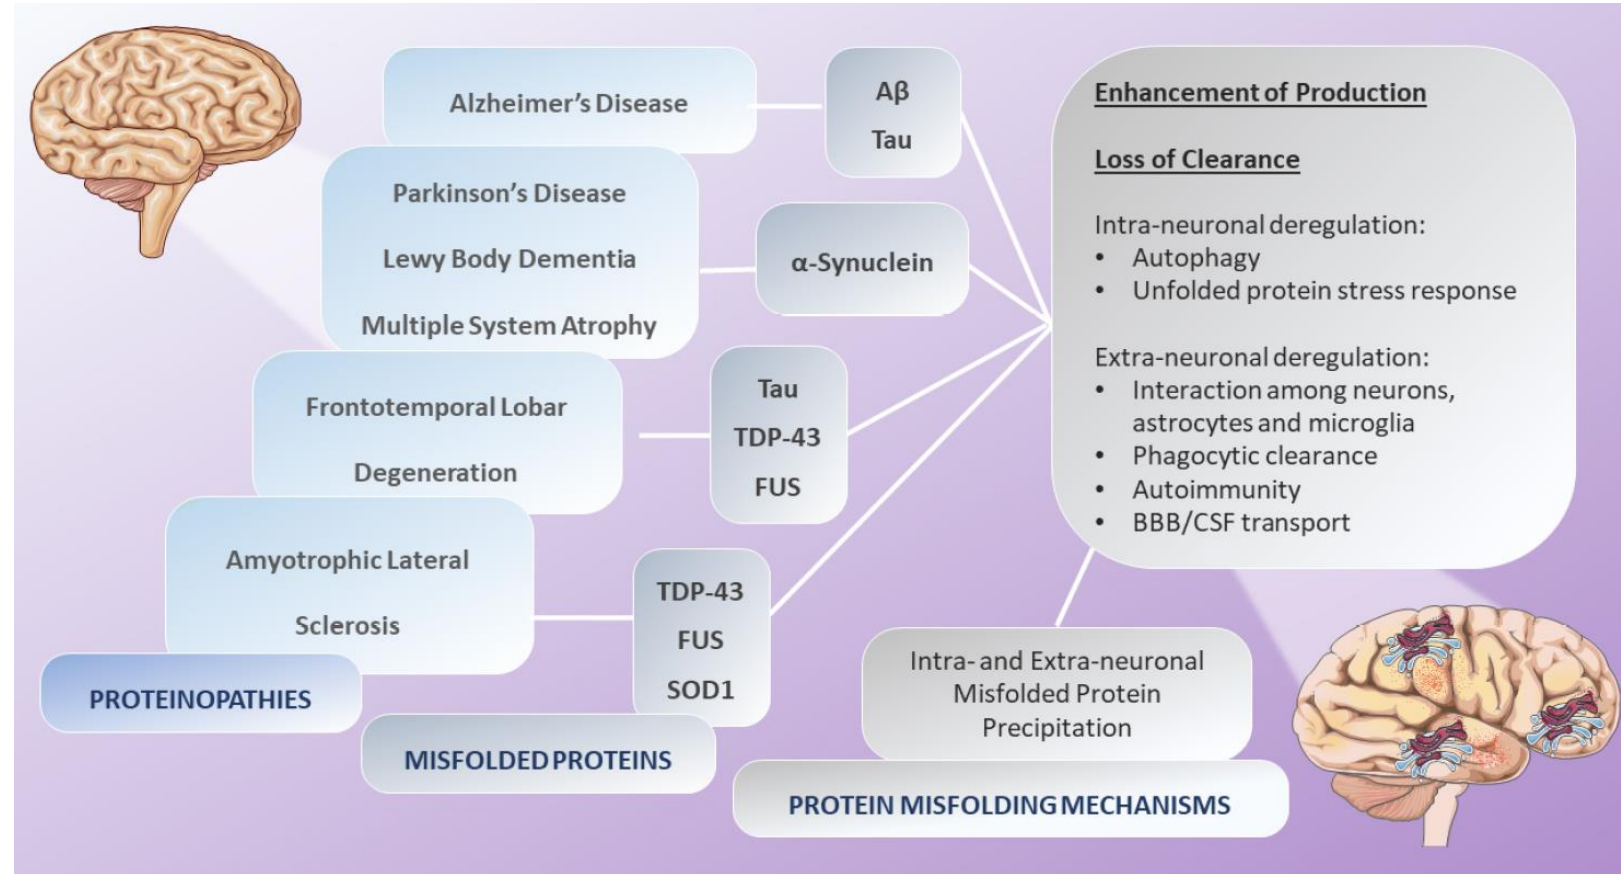 Alzheimer’s Disease
Aβ
Tau
Parkinson’s Disease
Lewy Body Dementia
Multiple System Atrophy
α-Synuclein
Frontotemporal Lobar
Degeneration
Tau
TDP-43
FUS
Amyotrophic Lateral
Sclerosis
TDP-43
FUS
SOD1
PROTEINOPATHIES
MISFOLDED PROTEINS
Enhancement of Production
Loss of Clearance
Intra-neuronal deregulation:
• Autophagy
• Unfolded protein stress response
Extra-neuronal deregulation:
• Interaction among neurons,
astrocytes and microglia
• Phagocytic clearance
• Autoimmunity
• BBB/CSF transport
Intra- and Extra-neuronal
Misfolded Protein
Precipitation
PROTEIN MISFOLDING MECHANISMS